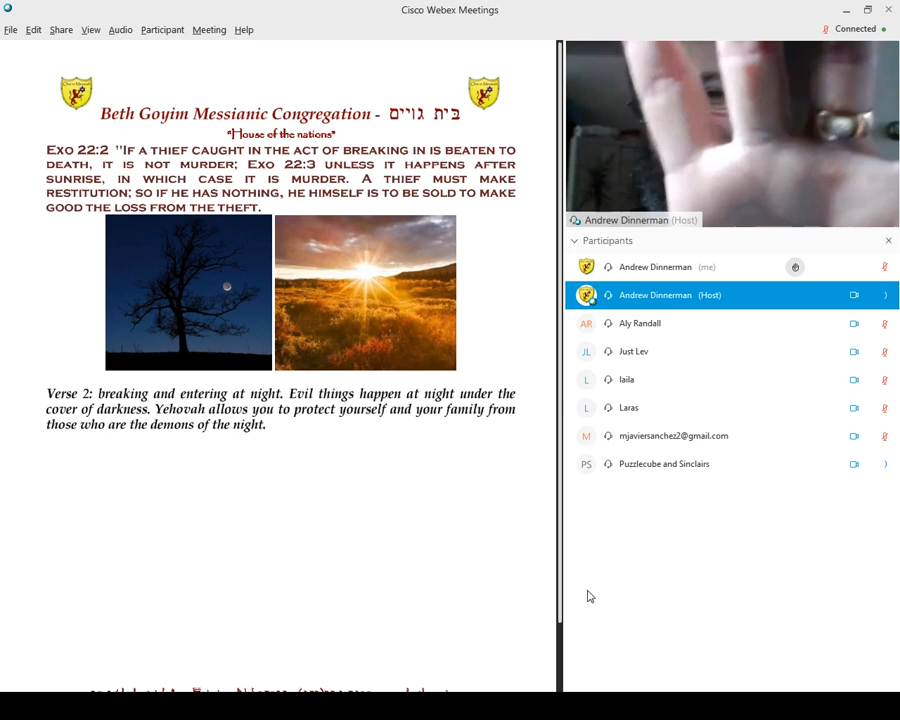 Cisco Webex Meetings
File Edit Share View Audio Participant Meeting Help
Connected
Beth Goyim Messianic Congregation - בית גויים
"House of the nations"
Exo 22:2 "If a thief caught in the act of breaking in is beaten to
death, it is not murder; Exo 22:3 unless it happens after
sunrise, in which case it is murder. A thief must make
restitution; so if he has nothing, he himself is to be sold to make
good the loss from the theft.
Verse 2: breaking and entering at night. Evil things happen at night under the
cover of darkness. Yehovah allows you to protect yourself and your family from
those who are the demons of the night.
Andrew Dinnerman (Host)
Participants
Andrew Dinnerman (me)
Andrew Dinnerman (Host)
AR Aly Randall
JL Just Lev
L laila
L Laras
M mjaviersanchez2@gmail.com
PS Puzzlecube and Sinclairs